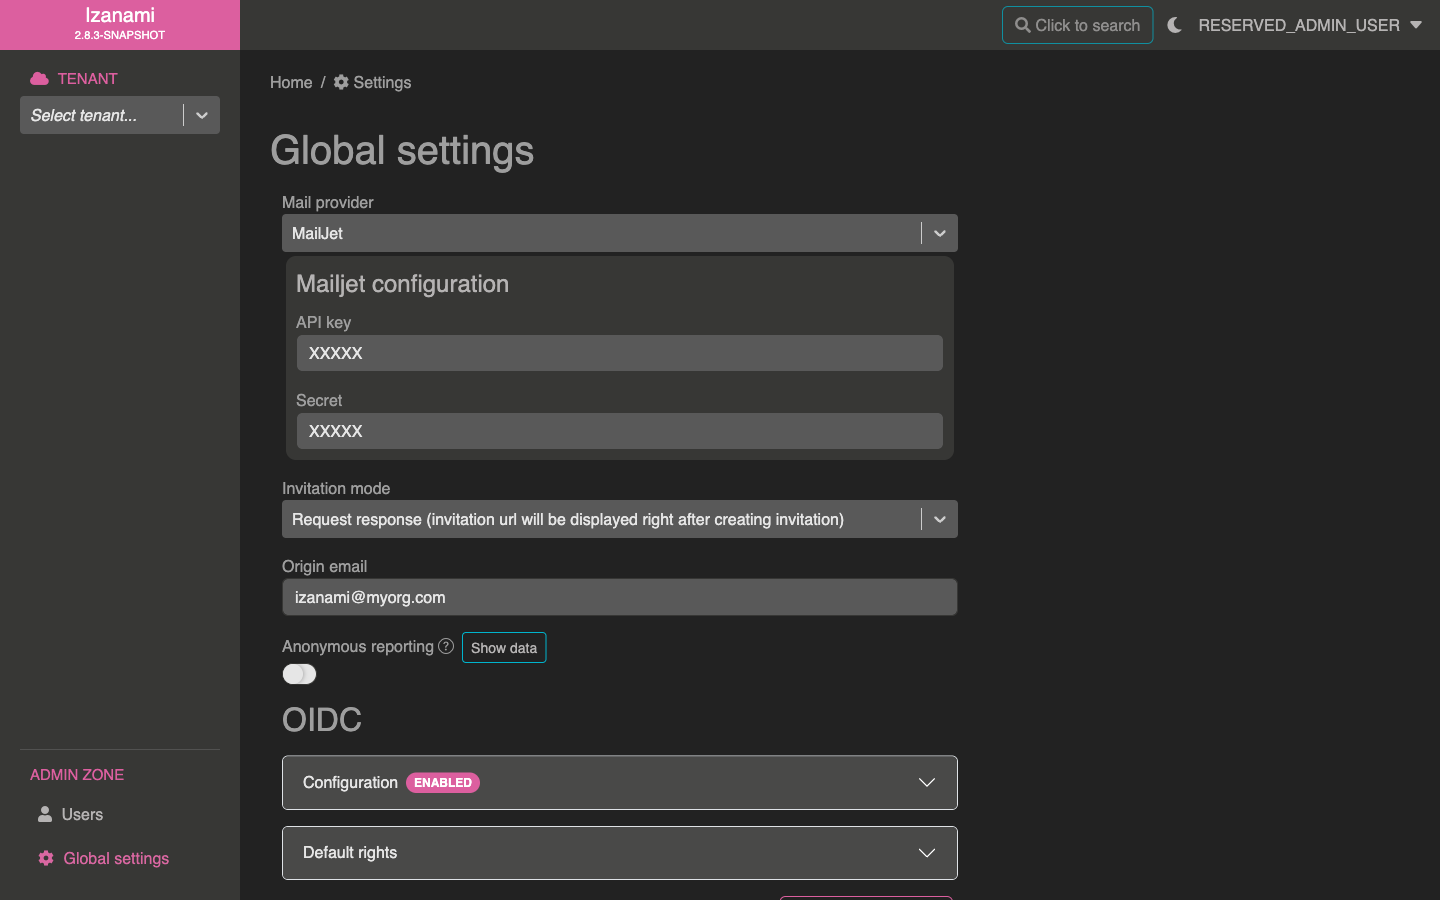 Izanami
2.8.3-SNAPSHOT
Click to search
RESERVED_ADMIN_USER
TENANT
Select tenant...
Home / Settings
Global settings
Mail provider
MailJet
Mailjet configuration
API key
XXXXX
Secret
XXXXX
Invitation mode
Request response (invitation url will be displayed right after creating invitation)
Origin email
izanami@myorg.com
Anonymous reporting ? Show data
OIDC
Configuration ENABLED
Default rights
ADMIN ZONE
Users
Global settings